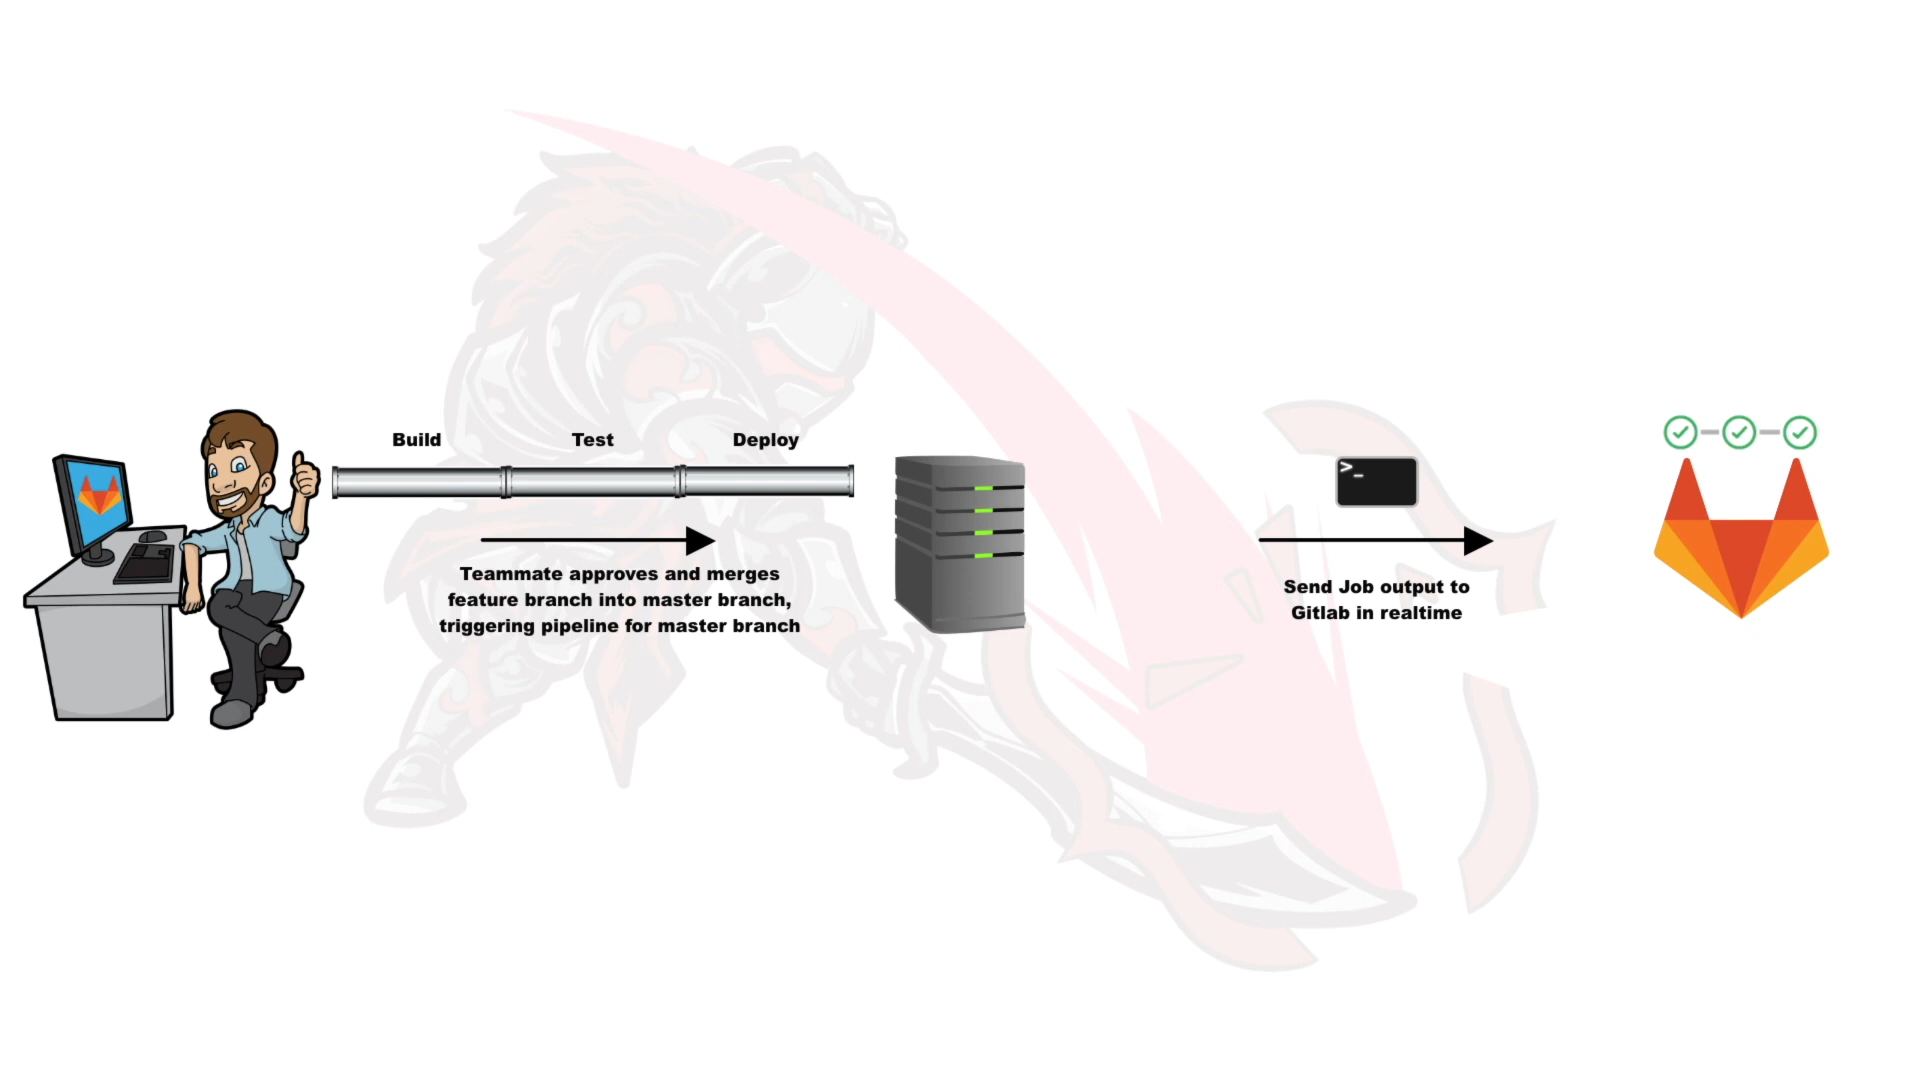 Build
Test
Deploy
Teammate approves and merges
feature branch into master branch,
triggering pipeline for master branch
>_
Send Job output to
Gitlab in realtime